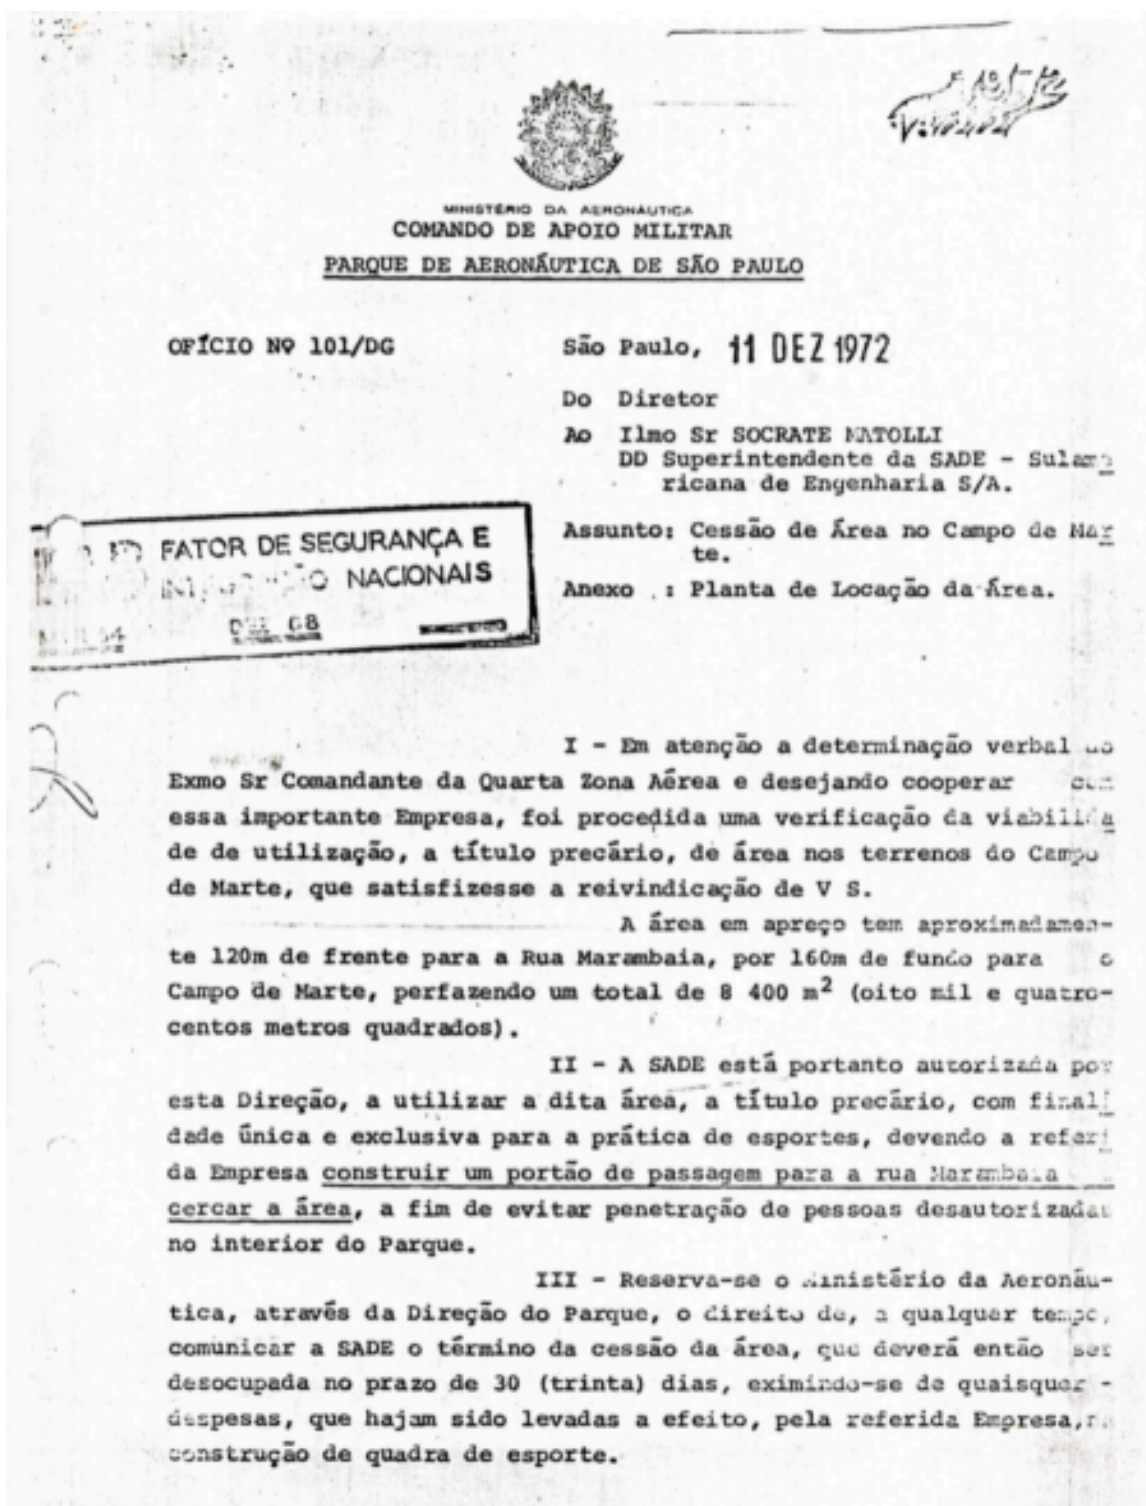 MINISTÉRIO DA AERONÁUTICA
COMANDO DE APOIO MILITAR
PARQUE DE AERONÁUTICA DE SÃO PAULO
OFÍCIO Nº 101/DG
São Paulo, 11 DEZ 1972
Do Diretor
Ao Ilmo Sr SOCRATE MATOLLI
DD Superintendente da SADE - Sulame
ricana de Engenharia S/A.
FATOR DE SEGURANÇA E
NACIONAIS
Assunto: Cessão de Área no Campo de Mar
te.
Anexo : Planta de Locação da Área.
I - Em atenção a determinação verbal do
Exmo Sr Comandante da Quarta Zona Aérea e desejando cooperar com
essa importante Empresa, foi procedida uma verificação da viabilida
de de utilização, a título precário, de área nos terrenos do Campo
de Marte, que satisfizesse a reivindicação de V S.
A área em apreço tem aproximadamen-
te 120m de frente para a Rua Marambaia, por 160m de fundo para o
Campo de Marte, perfazendo um total de 8 400 m² (oito mil e quatro-
centos metros quadrados).
II - A SADE está portanto autorizada por
esta Direção, a utilizar a dita área, a título precário, com finali
dade única e exclusiva para a prática de esportes, devendo a referi
da Empresa construir um portão de passagem para a rua Marambaia
cercar a área, a fim de evitar penetração de pessoas desautorizadas
no interior do Parque.
III - Reserva-se o Ministério da Aeronáu-
tica, através da Direção do Parque, o direito de, a qualquer tempo,
comunicar a SADE o término da cessão da área, que deverá então ser
desocupada no prazo de 30 (trinta) dias, eximindo-se de quaisquer -
despesas, que hajam sido levadas a efeito, pela referida Empresa, na
construção de quadra de esporte.